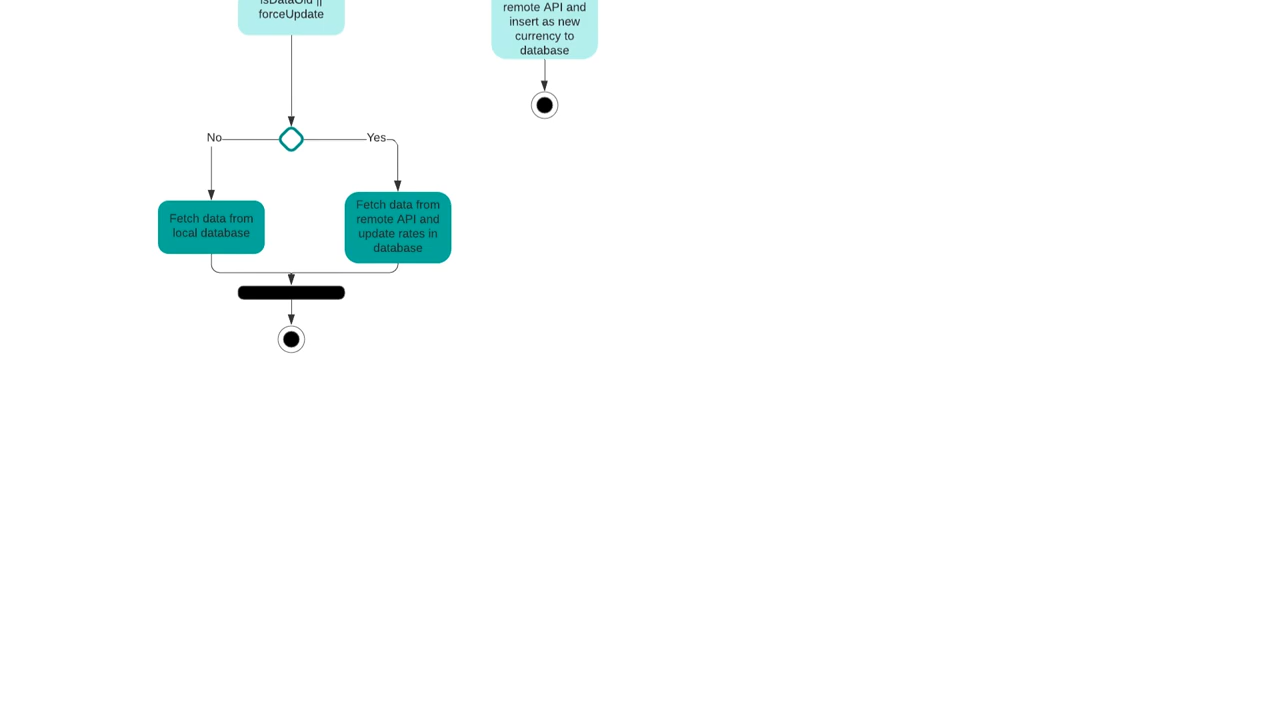 isDataOld ||
forceUpdate
remote API and
insert as new
currency to
database
No
Yes
Fetch data from
local database
Fetch data from
remote API and
update rates in
database